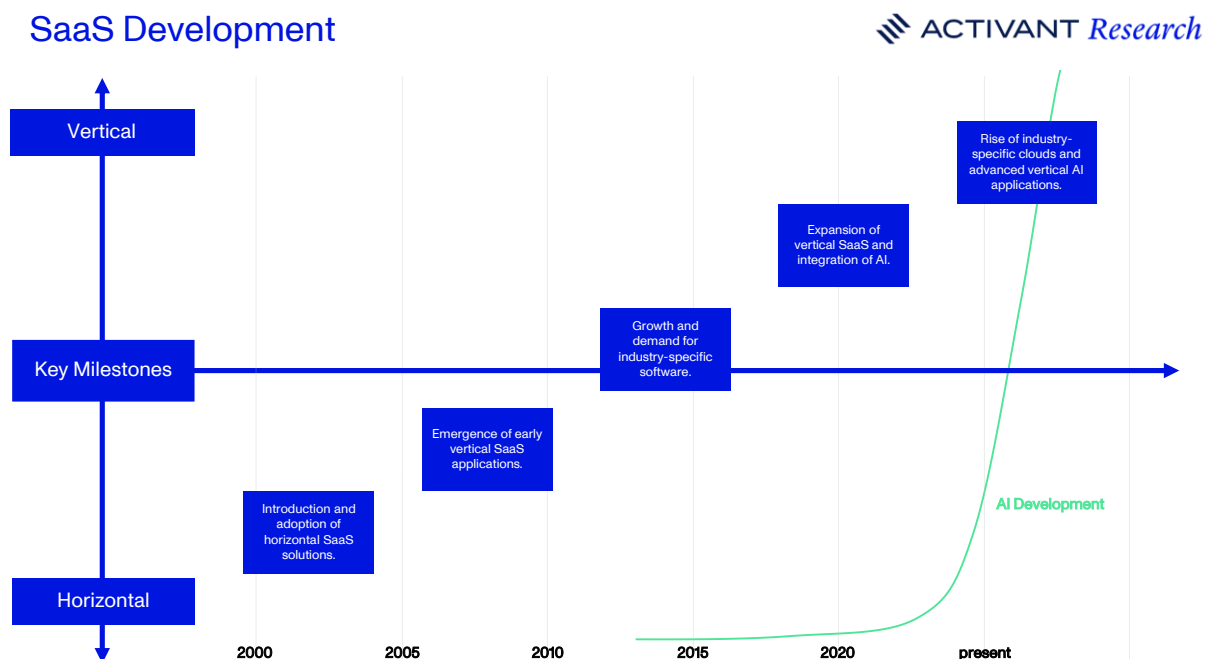 SaaS Development
ACTIVANT Research
Vertical
Rise of industry-
specific clouds and
advanced vertical AI
applications.
Expansion of
vertical SaaS and
integration of AI.
Growth and
demand for
industry-specific
software.
Key Milestones
Emergence of early
vertical SaaS
applications.
Introduction and
adoption of
horizontal SaaS
solutions.
AI Development
Horizontal
2000 2005 2010 2015 2020 present